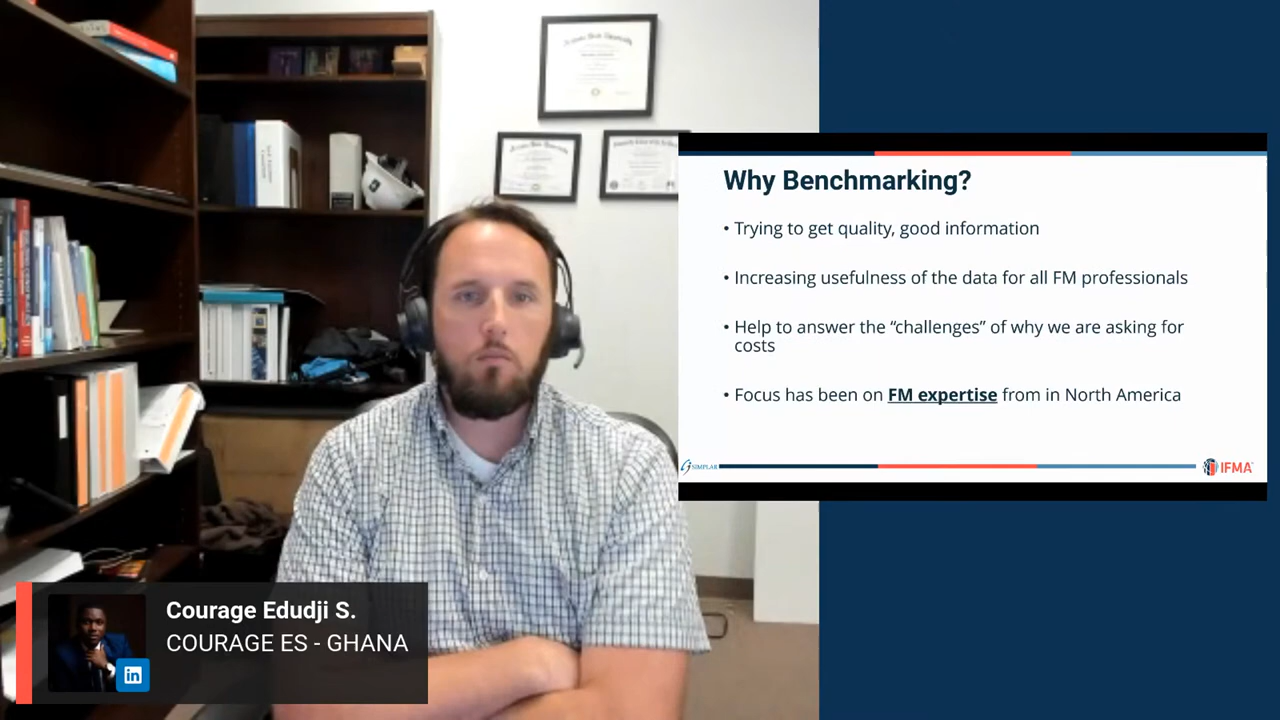 Why Benchmarking?
• Trying to get quality, good information
• Increasing usefulness of the data for all FM professionals
• Help to answer the “challenges” of why we are asking for
costs
• Focus has been on FM expertise from in North America
SIMPLAR
IFMA
Courage Edudji S.
COURAGE ES - GHANA
in